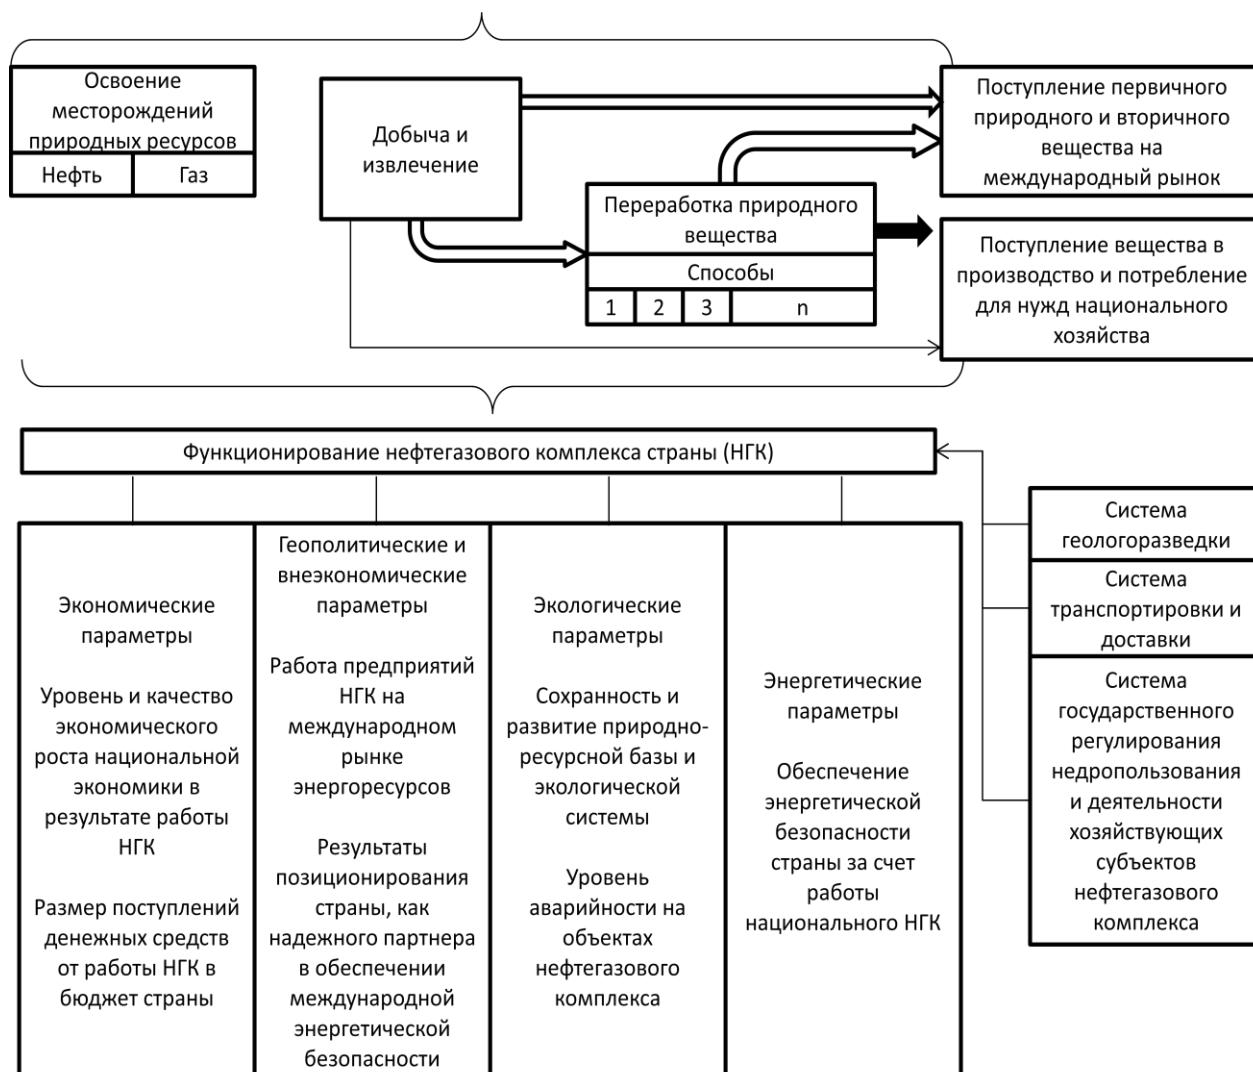 Освоение
месторождений
природных ресурсов
Нефть
Газ
Добыча и
извлечение
Переработка природного
вещества
Способы
1
2
3
n
Поступление первичного
природного и вторичного
вещества на
международный рынок
Поступление вещества в
производство и потребление
для нужд национального
хозяйства
Функционирование нефтегазового комплекса страны (НГК)
Экономические
параметры
Уровень и качество
экономического
роста национальной
экономики в
результате работы
НГК
Размер поступлений
денежных средств
от работы НГК в
бюджет страны
Геополитические и
внеэкономические
параметры
Работа предприятий
НГК на
международном
рынке
энергоресурсов
Результаты
позиционирования
страны, как
надежного партнера
в обеспечении
международной
энергетической
безопасности
Экологические
параметры
Сохранность и
развитие природно-
ресурсной базы и
экологической
системы
Уровень
аварийности на
объектах
нефтегазового
комплекса
Энергетические
параметры
Обеспечение
энергетической
безопасности
страны за счет
работы
национального НГК
Система
геологоразведки
Система
транспортировки и
доставки
Система
государственного
регулирования
недропользования
и деятельности
хозяйствующих
субъектов
нефтегазового
комплекса